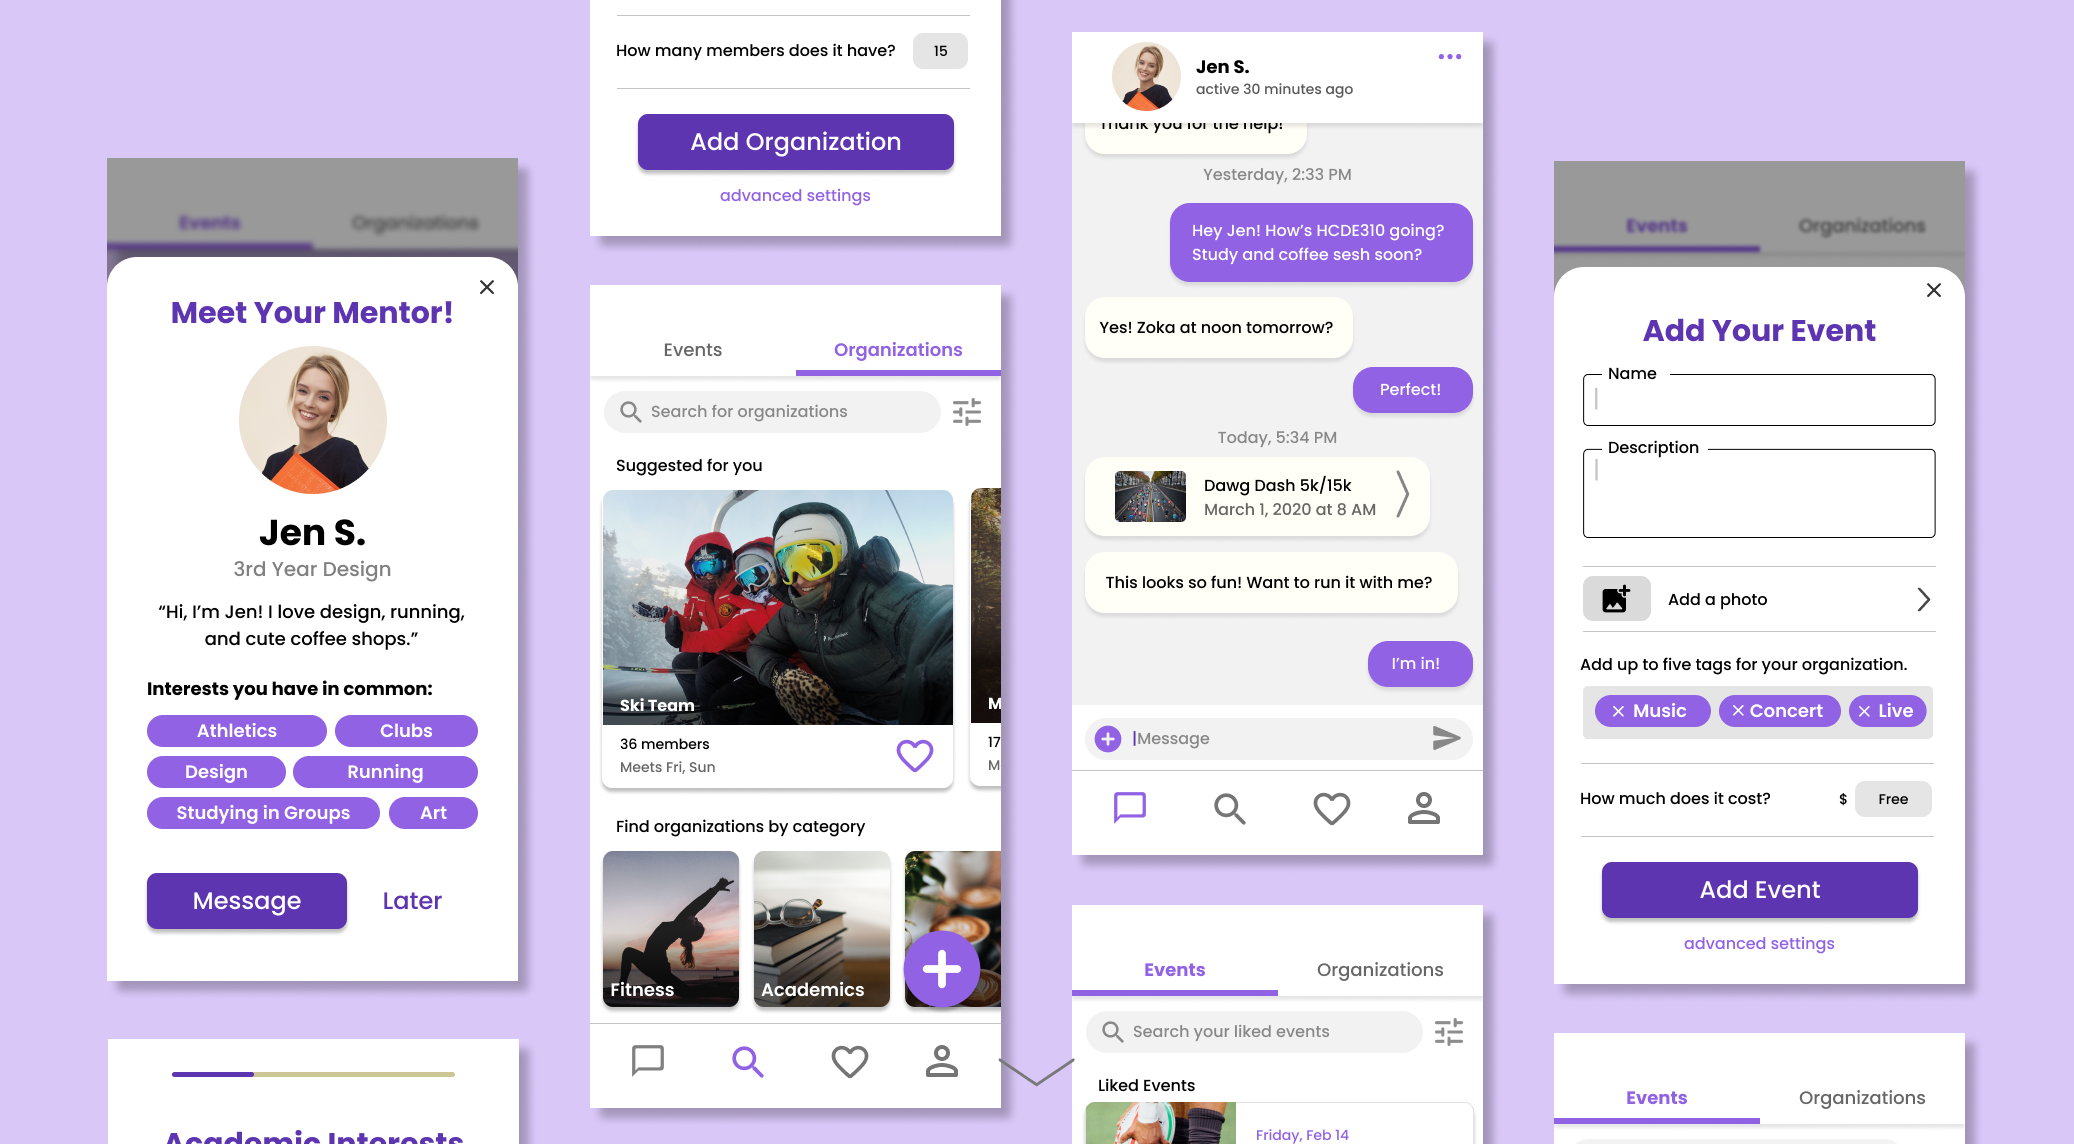 Events
Organizations
Meet Your Mentor!
Jen S.
3rd Year Design
“Hi, I’m Jen! I love design, running,
and cute coffee shops.”
Interests you have in common:
Athletics
Clubs
Design
Running
Studying in Groups
Art
Message
Later
Academic Interests
How many members does it have?
15
Add Organization
advanced settings
Events
Organizations
Search for organizations
Suggested for you
Ski Team
M
36 members
17
Meets Fri, Sun
M
Find organizations by category
Fitness
Academics
Jen S.
active 30 minutes ago
Thank you for the help!
Yesterday, 2:33 PM
Hey Jen! How’s HCDE310 going?
Study and coffee sesh soon?
Yes! Zoka at noon tomorrow?
Perfect!
Today, 5:34 PM
Dawg Dash 5k/15k
March 1, 2020 at 8 AM
This looks so fun! Want to run it with me?
I’m in!
Message
Events
Organizations
Search your liked events
Liked Events
Friday, Feb 14
Events
Organizations
Add Your Event
Name
Description
Add a photo
Add up to five tags for your organization.
Music
Concert
Live
How much does it cost?
$
Free
Add Event
advanced settings
Events
Organizations